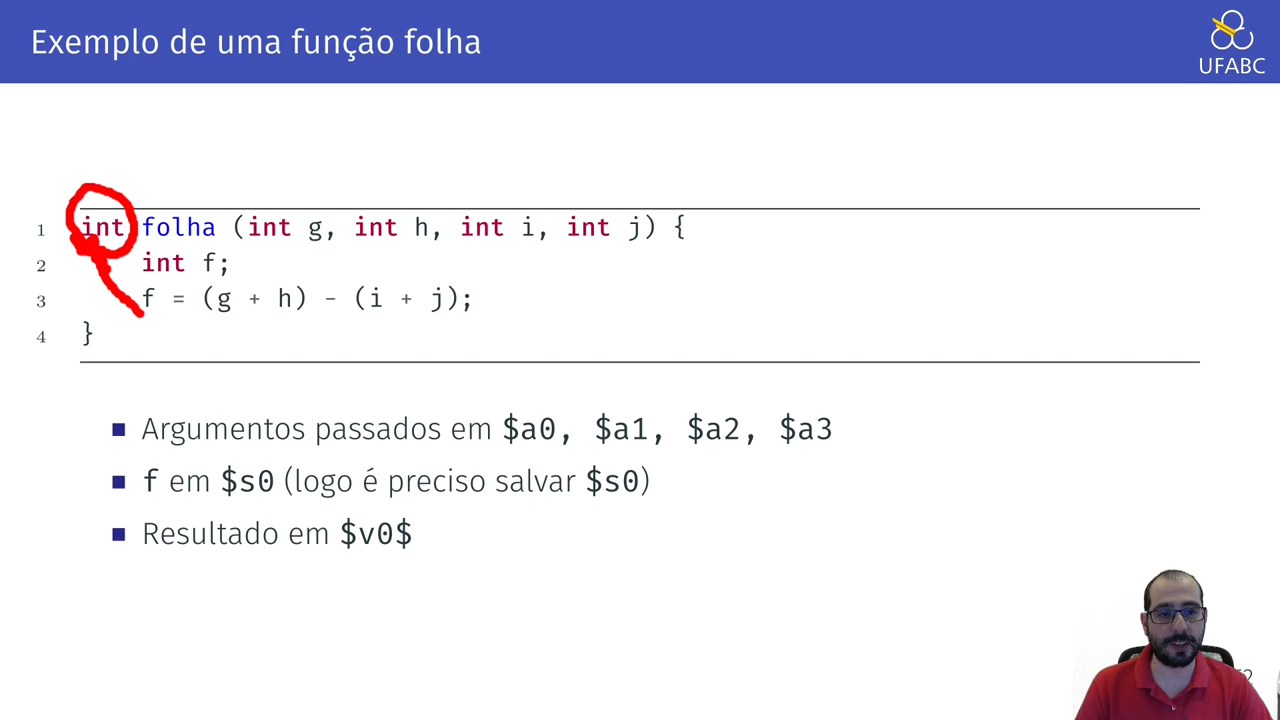 Exemplo de uma função folha
UFABC
1 int folha (int g, int h, int i, int j) {
2 int f;
3 f = (g + h) - (i + j);
4 }
Argumentos passados em $a0, $a1, $a2, $a3
f em $s0 (logo é preciso salvar $s0)
Resultado em $v0$